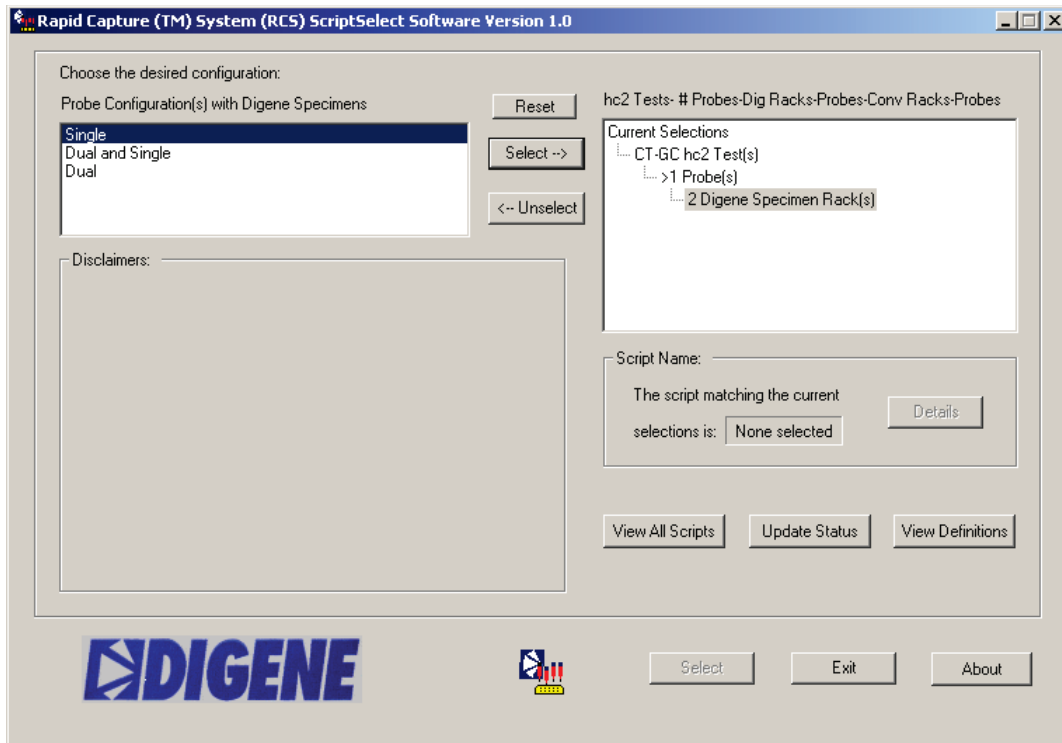 Rapid Capture (TM) System (RCS) ScriptSelect Software Version 1.0
Choose the desired configuration:
Probe Configuration(s) with Digene Specimens
Single
Dual and Single
Dual
Reset
Select -->
<-- Unselect
hc2 Tests- # Probes-Dig Racks-Probes-Conv Racks-Probes
Current Selections
CT-GC hc2 Test(s)
>1 Probe(s)
2 Digene Specimen Rack(s)
Disclaimers:
Script Name:
The script matching the current
selections is: None selected
Details
View All Scripts
Update Status
View Definitions
DIGENE
Select
Exit
About